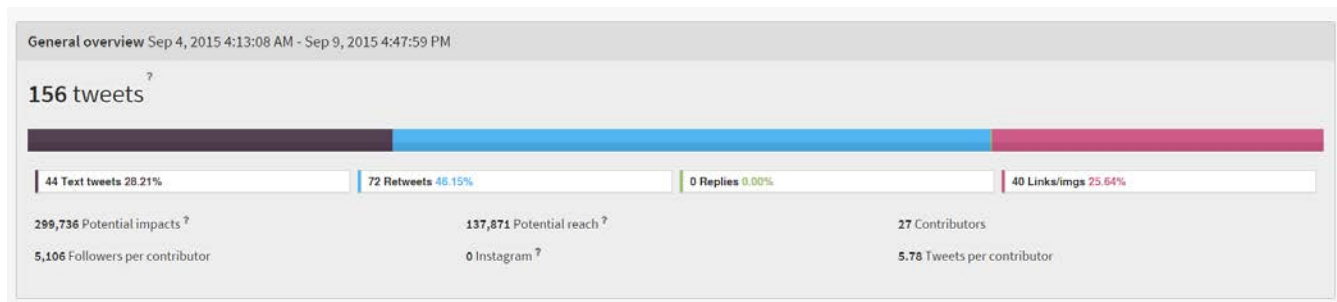 General overview Sep 4, 2015 4:13:08 AM - Sep 9, 2015 4:47:59 PM
156 tweets ?
44 Text tweets 28.21% 72 Retweets 46.15% 0 Replies 0.00% 40 Links/imgs 25.64%
299,736 Potential impacts ? 137,871 Potential reach ? 27 Contributors
5,106 Followers per contributor 0 Instagram ? 5.78 Tweets per contributor